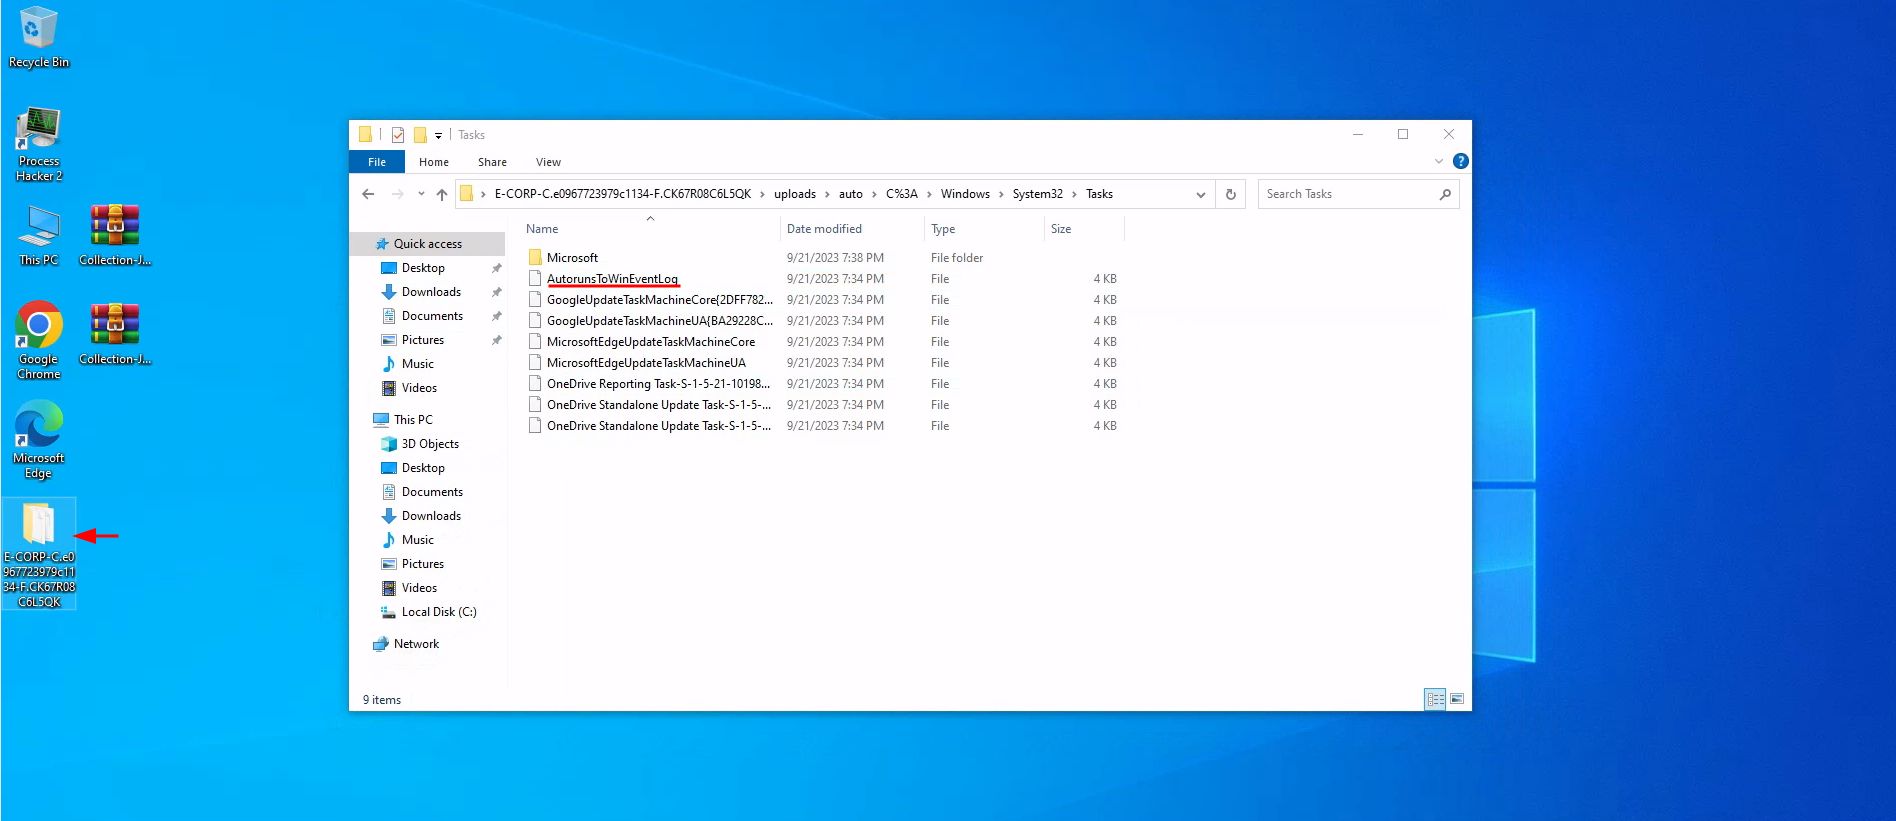 Recycle Bin
Process
Hacker 2
This PC
Collection-J...
Google
Chrome
Collection-J...
Microsoft
Edge
E-CORP-C.e0
967723979c11
34-F.CK67R08
C6L5QK
Tasks
File Home Share View
?
E-CORP-C.e0967723979c1134-F.CK67R08C6L5QK › uploads › auto › C%3A › Windows › System32 › Tasks
Search Tasks
Quick access
Desktop
Downloads
Documents
Pictures
Music
Videos
This PC
3D Objects
Desktop
Documents
Downloads
Music
Pictures
Videos
Local Disk (C:)
Network
Name Date modified Type Size
Microsoft 9/21/2023 7:38 PM File folder
AutorunsToWinEventLog 9/21/2023 7:34 PM File 4 KB
GoogleUpdateTaskMachineCore{2DFF782... 9/21/2023 7:34 PM File 4 KB
GoogleUpdateTaskMachineUA{BA29228C... 9/21/2023 7:34 PM File 4 KB
MicrosoftEdgeUpdateTaskMachineCore 9/21/2023 7:34 PM File 4 KB
MicrosoftEdgeUpdateTaskMachineUA 9/21/2023 7:34 PM File 4 KB
OneDrive Reporting Task-S-1-5-21-10198... 9/21/2023 7:34 PM File 4 KB
OneDrive Standalone Update Task-S-1-5-... 9/21/2023 7:34 PM File 4 KB
OneDrive Standalone Update Task-S-1-5-... 9/21/2023 7:34 PM File 4 KB
9 items